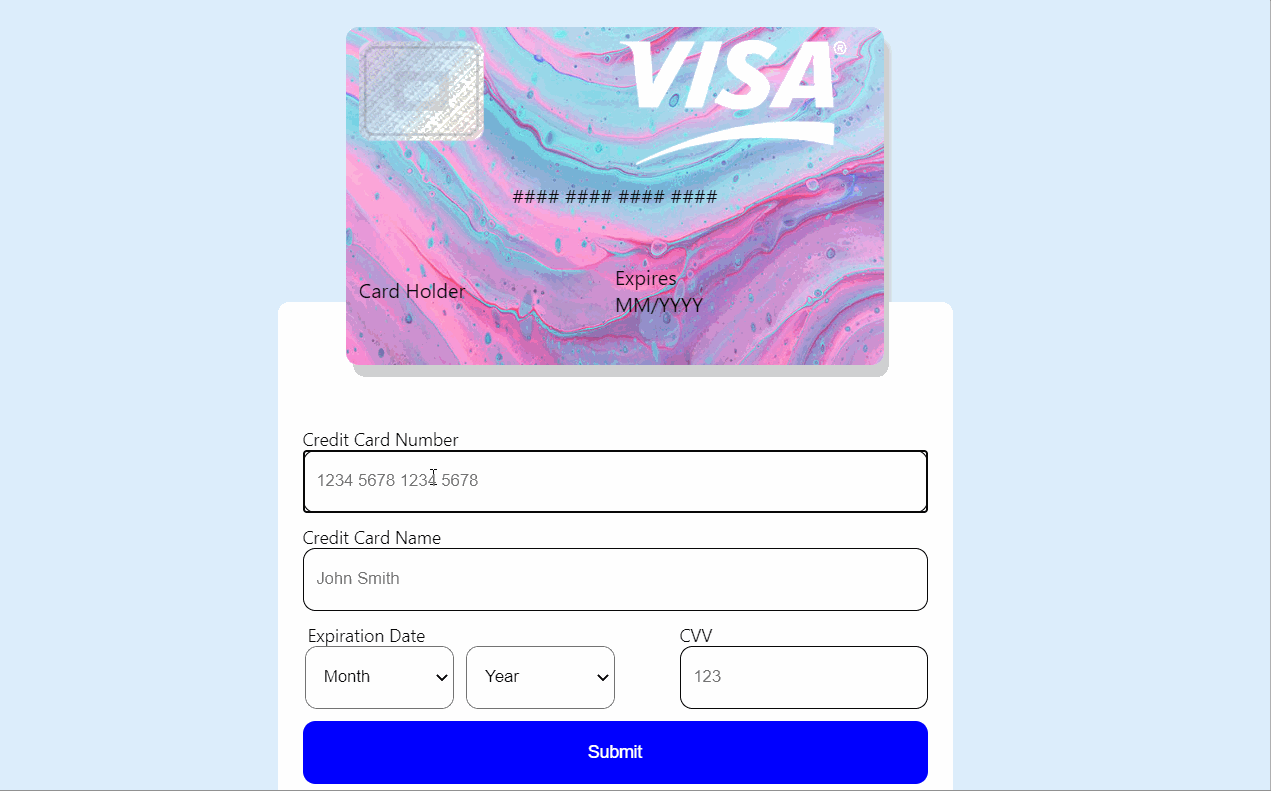 VISA®
#### #### #### ####
Card Holder
Expires
MM/YYYY
Credit Card Number
1234 5678 1234 5678
Credit Card Name
John Smith
Expiration Date
CVV
Month
Year
123
Submit